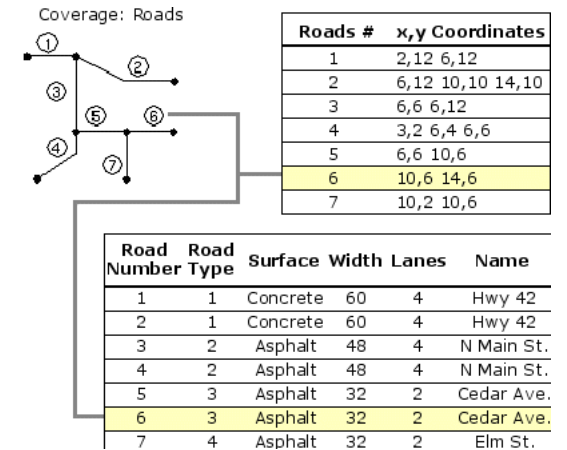 Coverage: Roads
① ② ③ ④ ⑤ ⑥ ⑦
Roads # x,y Coordinates
1 2,12 6,12
2 6,12 10,10 14,10
3 6,6 6,12
4 3,2 6,4 6,6
5 6,6 10,6
6 10,6 14,6
7 10,2 10,6
Road Number Road Type Surface Width Lanes Name
1 1 Concrete 60 4 Hwy 42
2 1 Concrete 60 4 Hwy 42
3 2 Asphalt 48 4 N Main St.
4 2 Asphalt 48 4 N Main St.
5 3 Asphalt 32 2 Cedar Ave.
6 3 Asphalt 32 2 Cedar Ave.
7 4 Asphalt 32 2 Elm St.